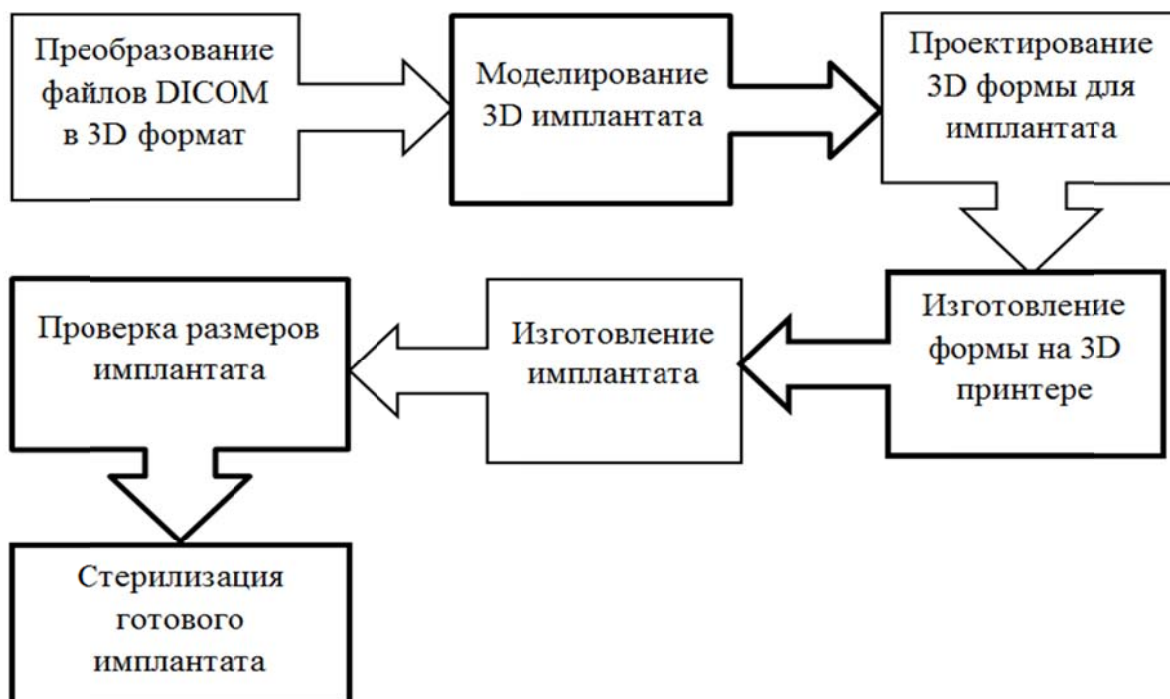 Преобразование
файлов DICOM
в 3D формат
Моделирование
3D имплантата
Проектирование
3D формы для
имплантата
Изготовление
формы на 3D
принтере
Изготовление
имплантата
Проверка размеров
имплантата
Стерилизация
готового
имплантата